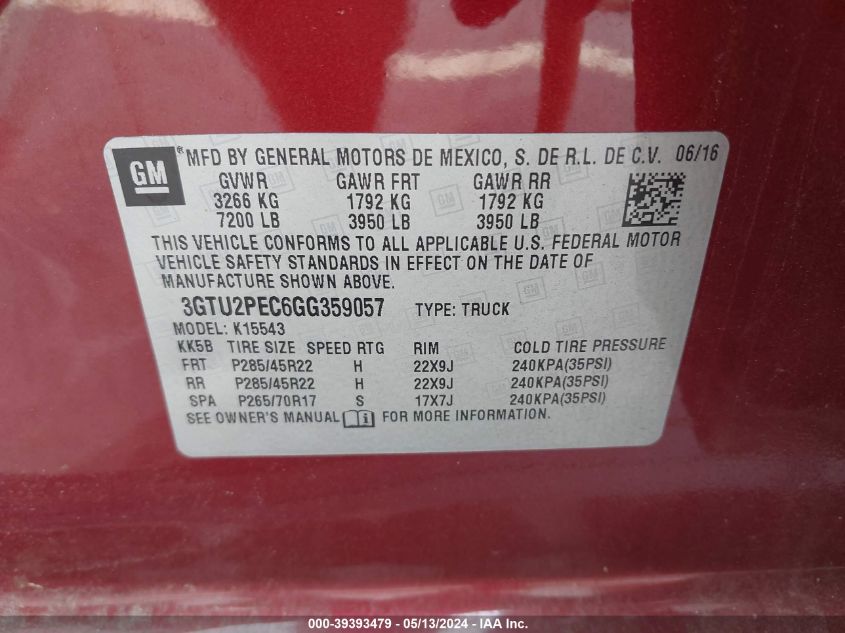 GM ® MFD BY GENERAL MOTORS DE MEXICO, S. DE R.L. DE C.V. 06/16
GVWR GAWR FRT GAWR RR
3266 KG 1792 KG 1792 KG
7200 LB 3950 LB 3950 LB
THIS VEHICLE CONFORMS TO ALL APPLICABLE U.S. FEDERAL MOTOR
VEHICLE SAFETY STANDARDS IN EFFECT ON THE DATE OF
MANUFACTURE SHOWN ABOVE.
3GTU2PEC6GG359057 TYPE: TRUCK
MODEL: K15543
KK5B TIRE SIZE SPEED RTG RIM COLD TIRE PRESSURE
FRT P285/45R22 H 22X9J 240KPA(35PSI)
RR P285/45R22 H 22X9J 240KPA(35PSI)
SPA P265/70R17 S 17X7J 240KPA(35PSI)
SEE OWNER'S MANUAL i FOR MORE INFORMATION.
000-39393479 - 05/13/2024 - IAA Inc.